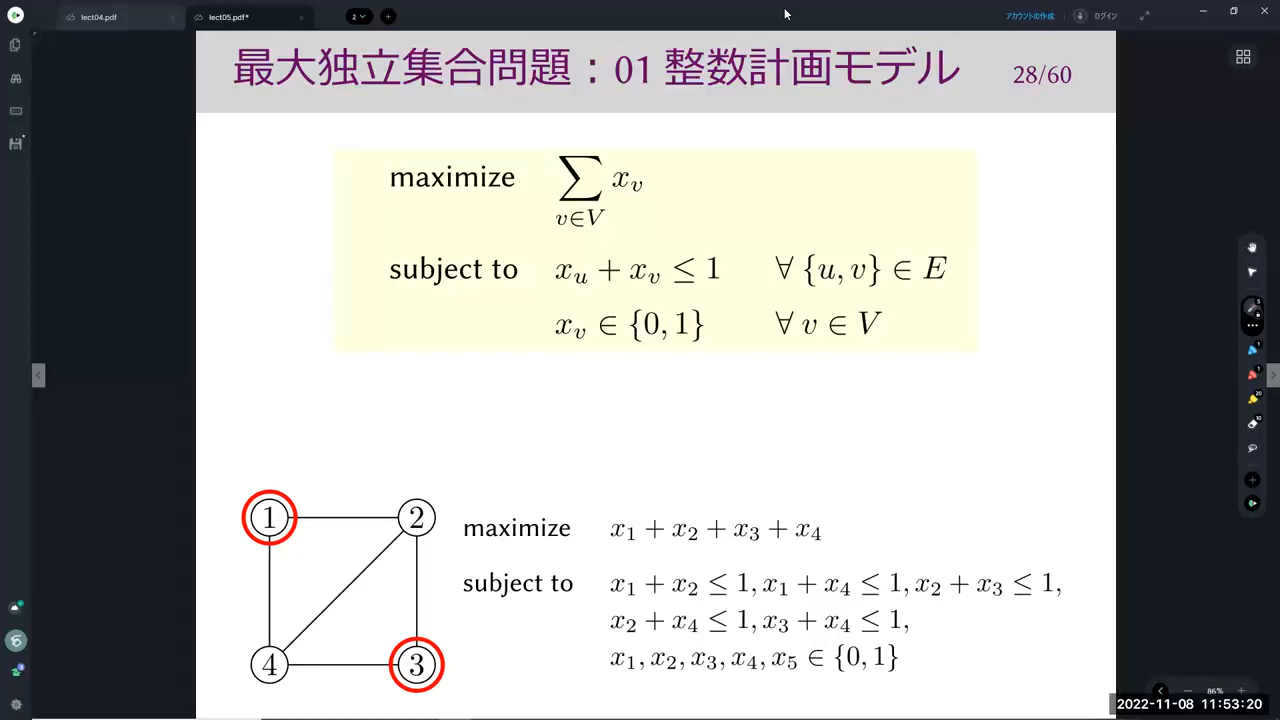 lect04.pdf
lect05.pdf*
2
アカウントの作成
ログイン
最大独立集合問題：01 整数計画モデル 28/60
maximize ∑_{v∈V} x_v
subject to x_u + x_v ≤ 1 ∀ {u, v} ∈ E
x_v ∈ {0, 1} ∀ v ∈ V
1 2
4 3
maximize x_1 + x_2 + x_3 + x_4
subject to x_1 + x_2 ≤ 1, x_1 + x_4 ≤ 1, x_2 + x_3 ≤ 1,
x_2 + x_4 ≤ 1, x_3 + x_4 ≤ 1,
x_1, x_2, x_3, x_4, x_5 ∈ {0, 1}
86%
2022-11-08 11:53:20